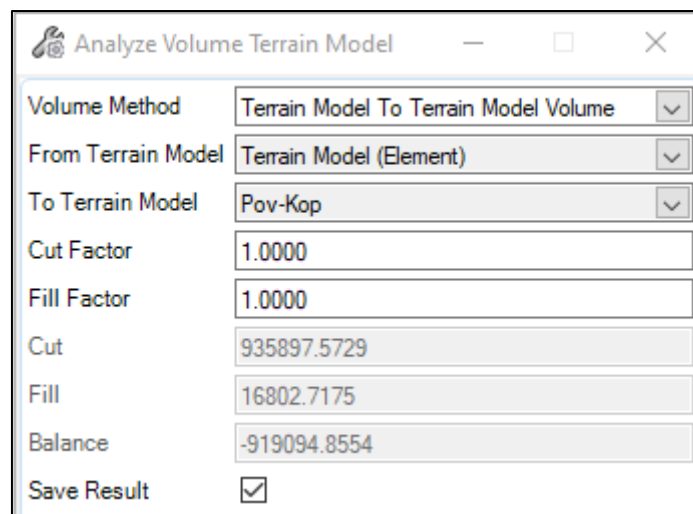 Analyze Volume Terrain Model
Volume Method Terrain Model To Terrain Model Volume
From Terrain Model Terrain Model (Element)
To Terrain Model Pov-Kop
Cut Factor 1.0000
Fill Factor 1.0000
Cut 935897.5729
Fill 16802.7175
Balance -919094.8554
Save Result